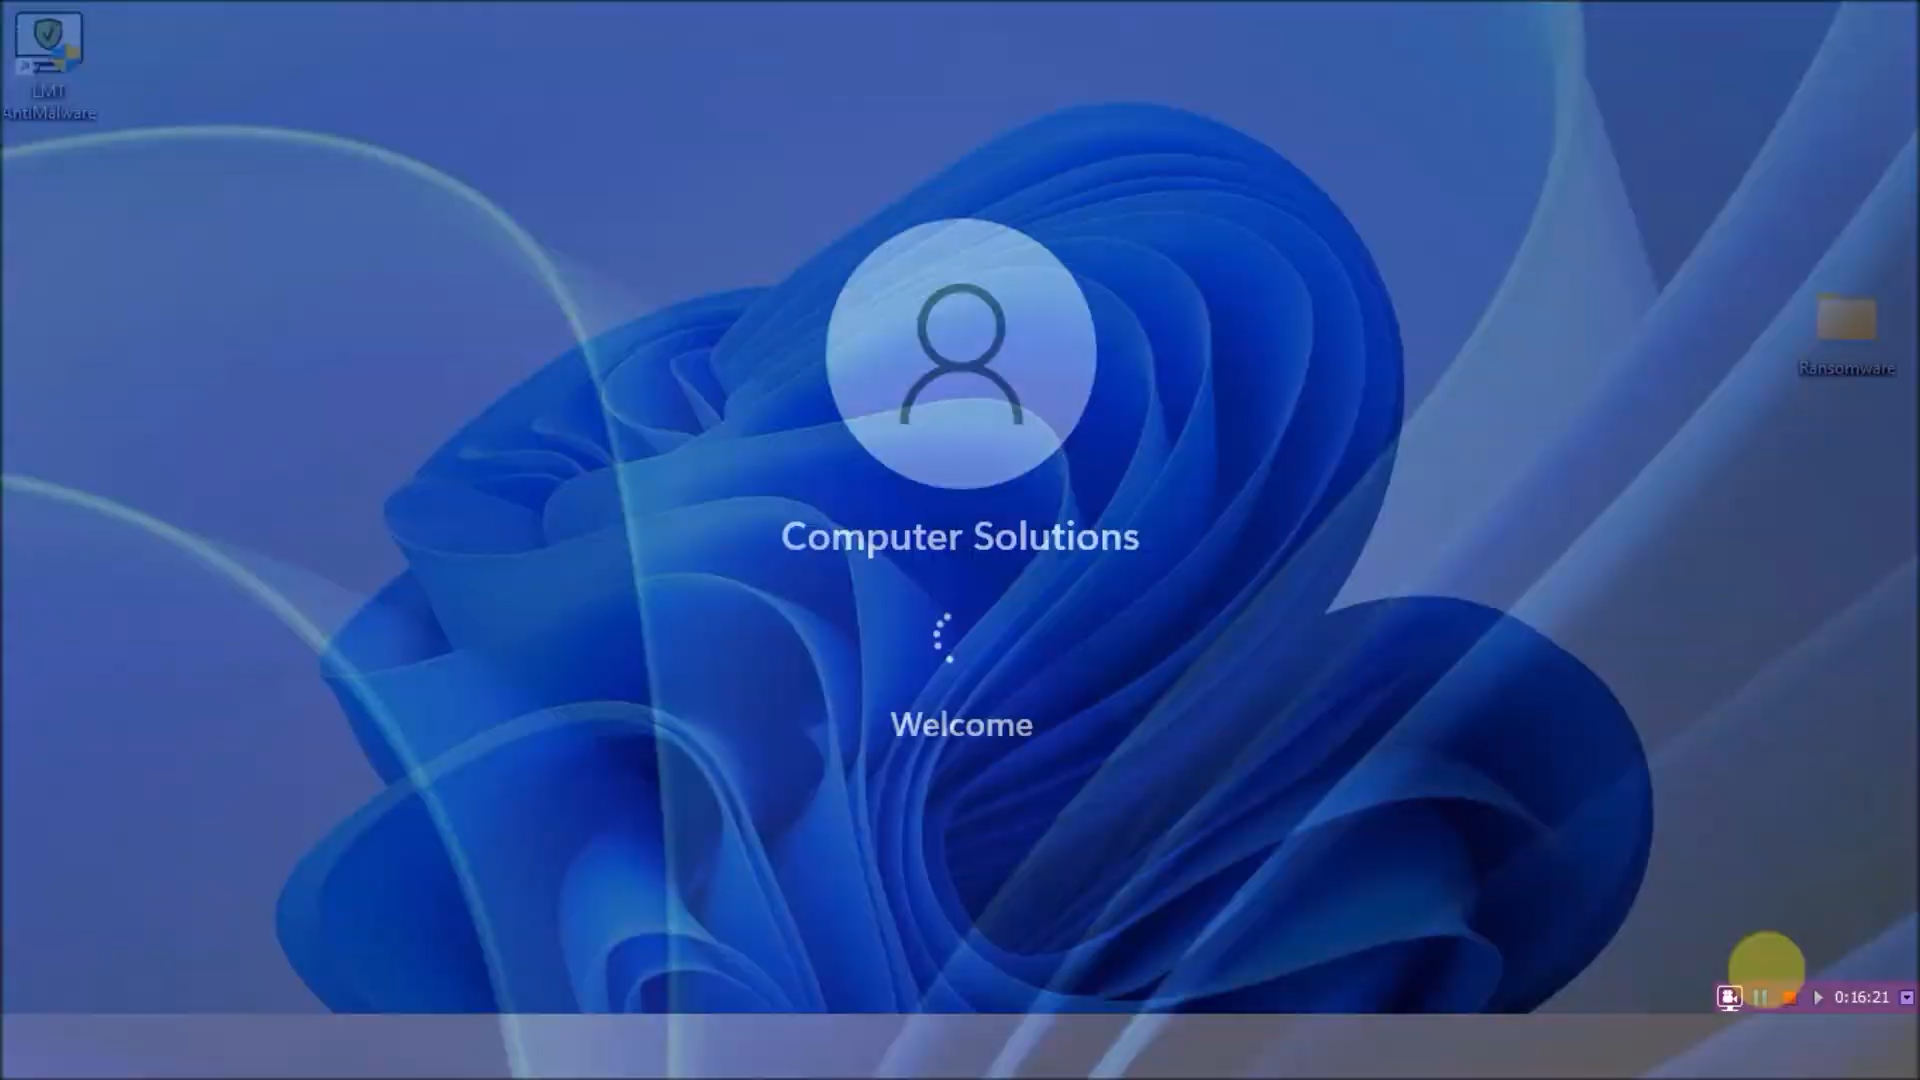 LMT
AntiMalware
Ransomware
Computer Solutions
Welcome
0:16:21